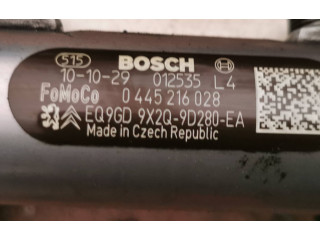 515 BOSCH
10-10-29 012535 L4
FoMoCo 0 445 216 028
EQ9GD 9X2Q-9D280-EA
Made in Czech Republic